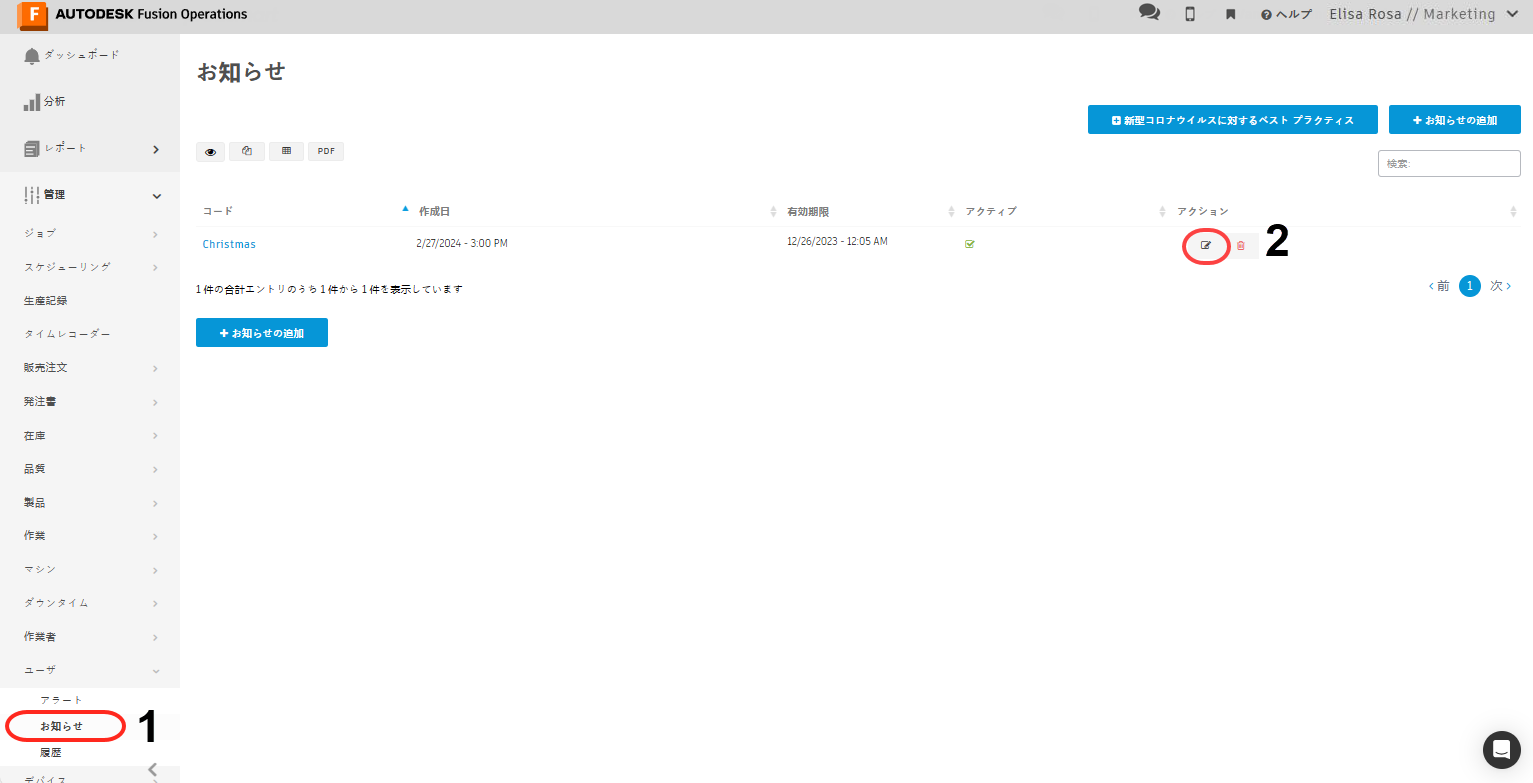 F AUTODESK Fusion Operations
ヘルプ Elisa Rosa // Marketing
ダッシュボード
分析
レポート
管理
ジョブ
スケジューリング
生産記録
タイムレコーダー
販売注文
発注書
在庫
品質
製品
作業
マシン
ダウンタイム
作業者
ユーザ
アラート
お知らせ 1
履歴
デバイス
お知らせ
新型コロナウイルスに対するベスト プラクティス
お知らせの追加
PDF
検索:
コード 作成日 有効期限 アクティブ アクション
Christmas 2/27/2024 - 3:00 PM 12/26/2023 - 12:05 AM 2
1 件の合計エントリのうち 1 件から 1 件を表示しています
前 1 次
お知らせの追加